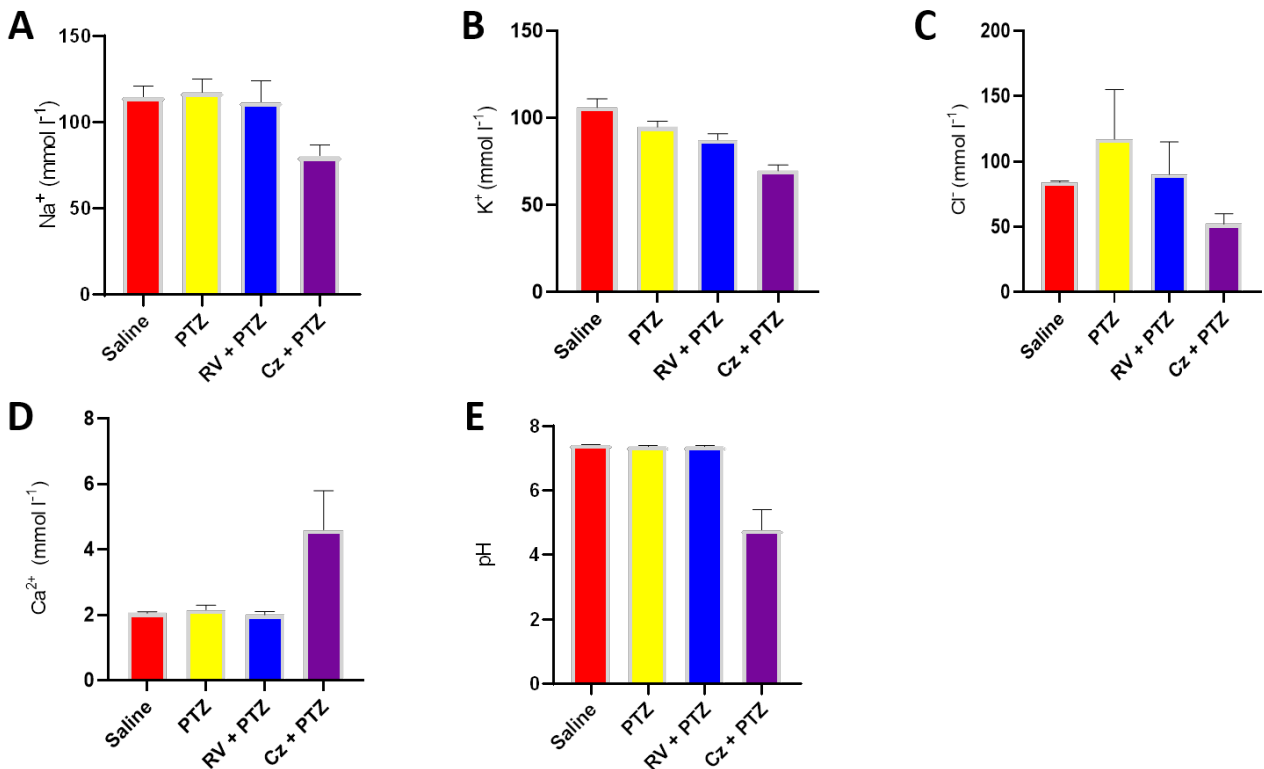 A
Na⁺ (mmol l⁻¹)
150
100
50
0
Saline
PTZ
RV + PTZ
Cz + PTZ
B
K⁺ (mmol l⁻¹)
150
100
50
0
Saline
PTZ
RV + PTZ
Cz + PTZ
C
Cl⁻ (mmol l⁻¹)
200
150
100
50
0
Saline
PTZ
RV + PTZ
Cz + PTZ
D
Ca²⁺ (mmol l⁻¹)
8
6
4
2
0
Saline
PTZ
RV + PTZ
Cz + PTZ
E
pH
8
6
4
2
0
Saline
PTZ
RV + PTZ
Cz + PTZ